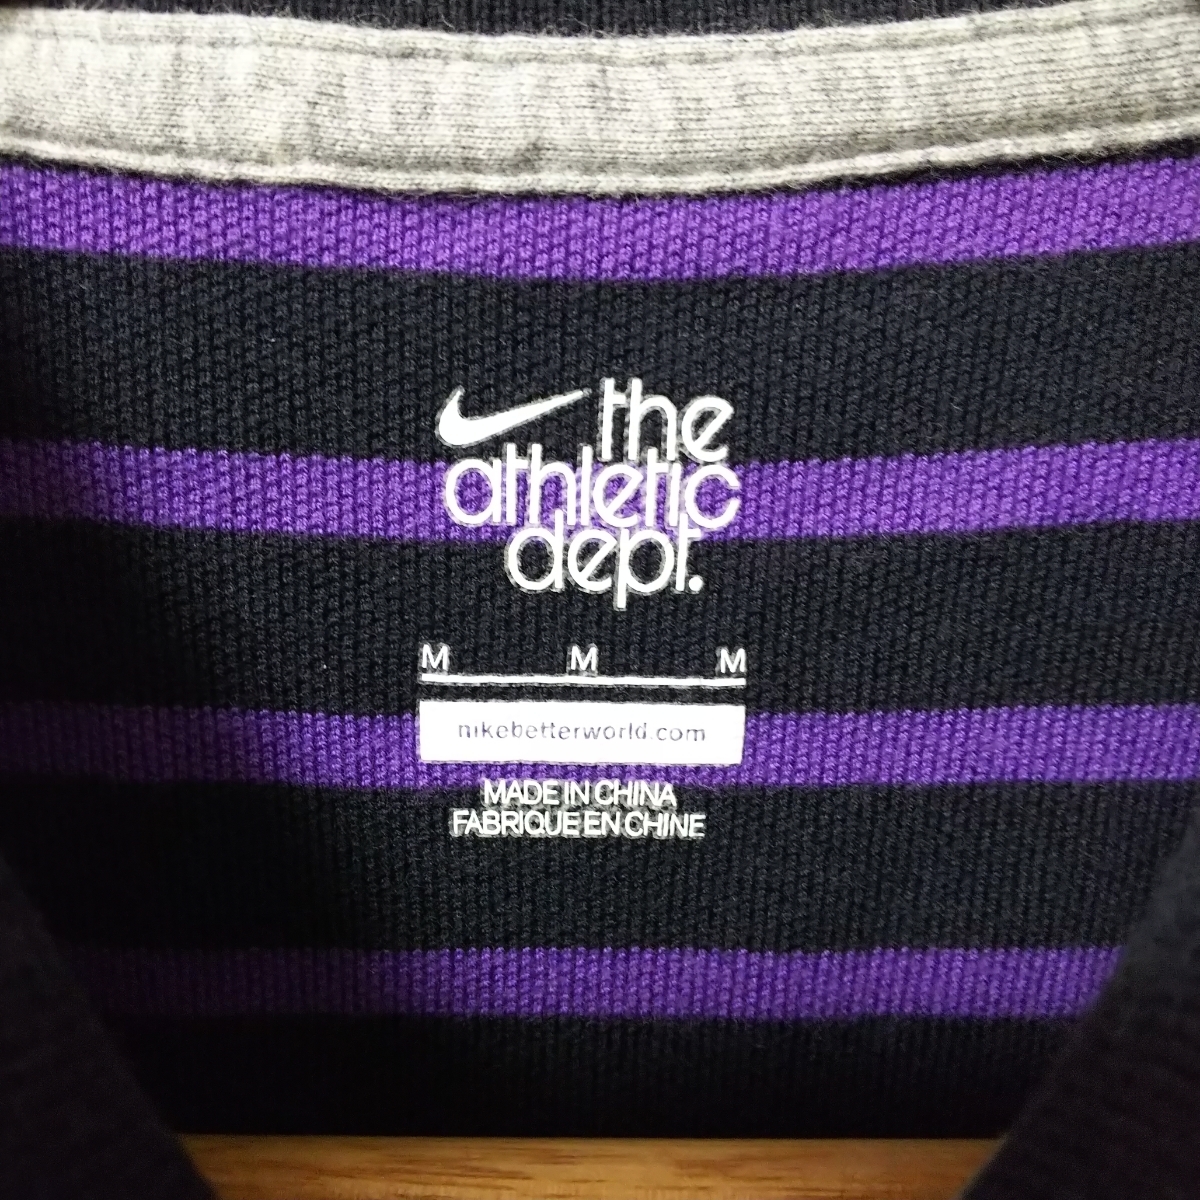 the
athletic
dept.
M M M
nikebetterworld.com
MADE IN CHINA
FABRIQUE EN CHINE